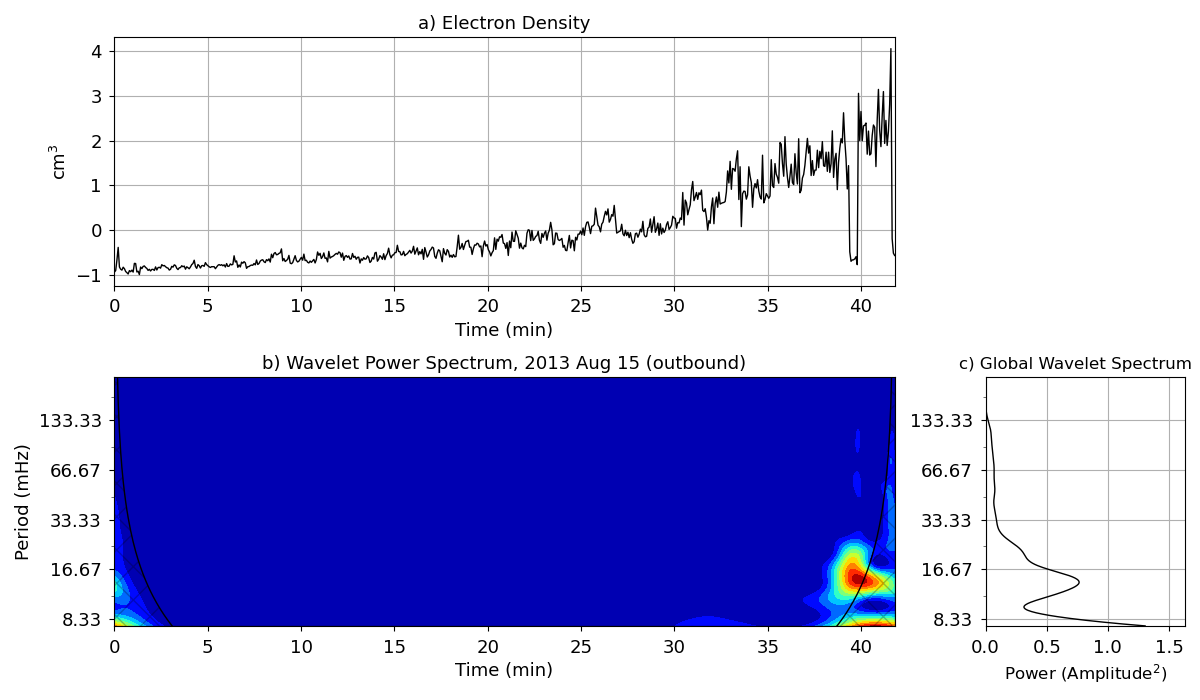 a) Electron Density
4
3
2
1
0
−1
cm³
0 5 10 15 20 25 30 35 40
Time (min)
b) Wavelet Power Spectrum, 2013 Aug 15 (outbound)
133.33
66.67
33.33
16.67
8.33
Period (mHz)
0 5 10 15 20 25 30 35 40
Time (min)
c) Global Wavelet Spectrum
133.33
66.67
33.33
16.67
8.33
0.0 0.5 1.0 1.5
Power (Amplitude²)